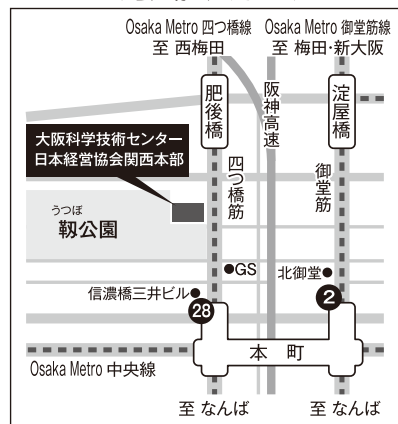 Osaka Metro 四つ橋線
至 西梅田
Osaka Metro 御堂筋線
至 梅田・新大阪
肥後橋
阪神高速
淀屋橋
大阪科学技術センター
日本経営協会関西本部
四つ橋筋
御堂筋
うつぼ
靱公園
GS
北御堂
信濃橋三井ビル
28
2
本町
Osaka Metro 中央線
至 なんば
至 なんば